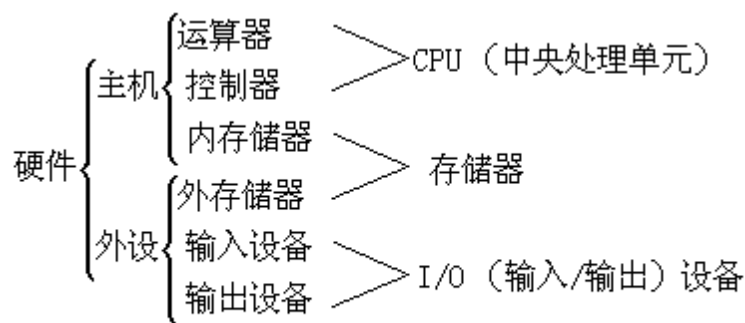 运算器
CPU (中央处理单元)
主机
控制器
内存储器
硬件
存储器
外存储器
外设
输入设备
I/O (输入/输出) 设备
输出设备